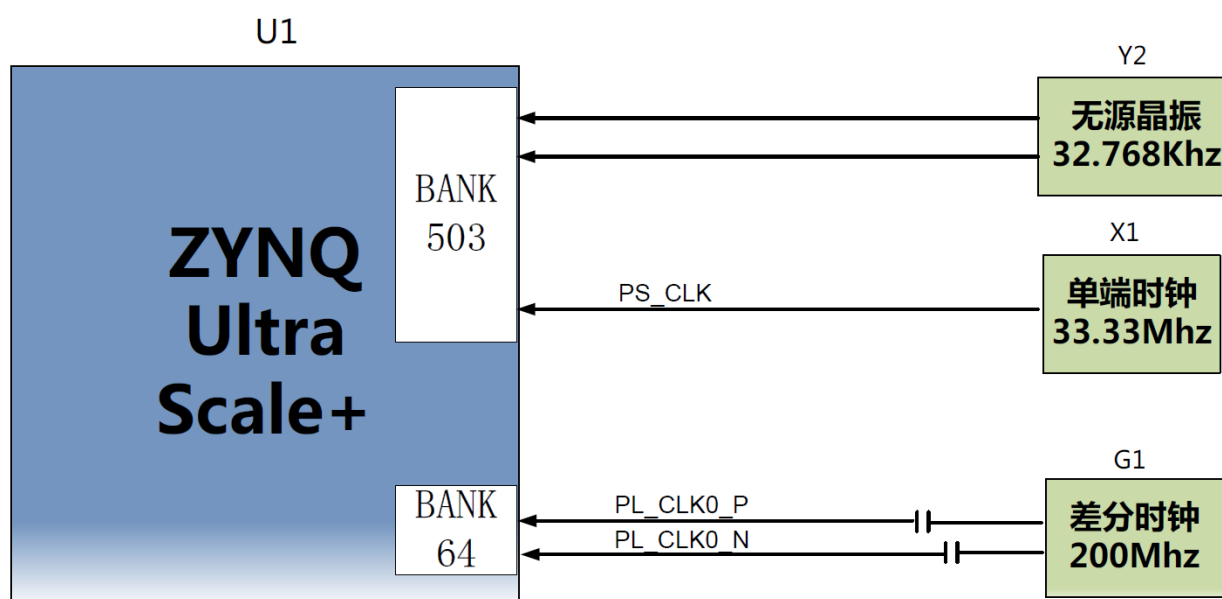 U1
ZYNQ
Ultra
Scale+
BANK
503
BANK
64
PS_CLK
PL_CLK0_P
PL_CLK0_N
Y2
无源晶振
32.768Khz
X1
单端时钟
33.33Mhz
G1
差分时钟
200Mhz